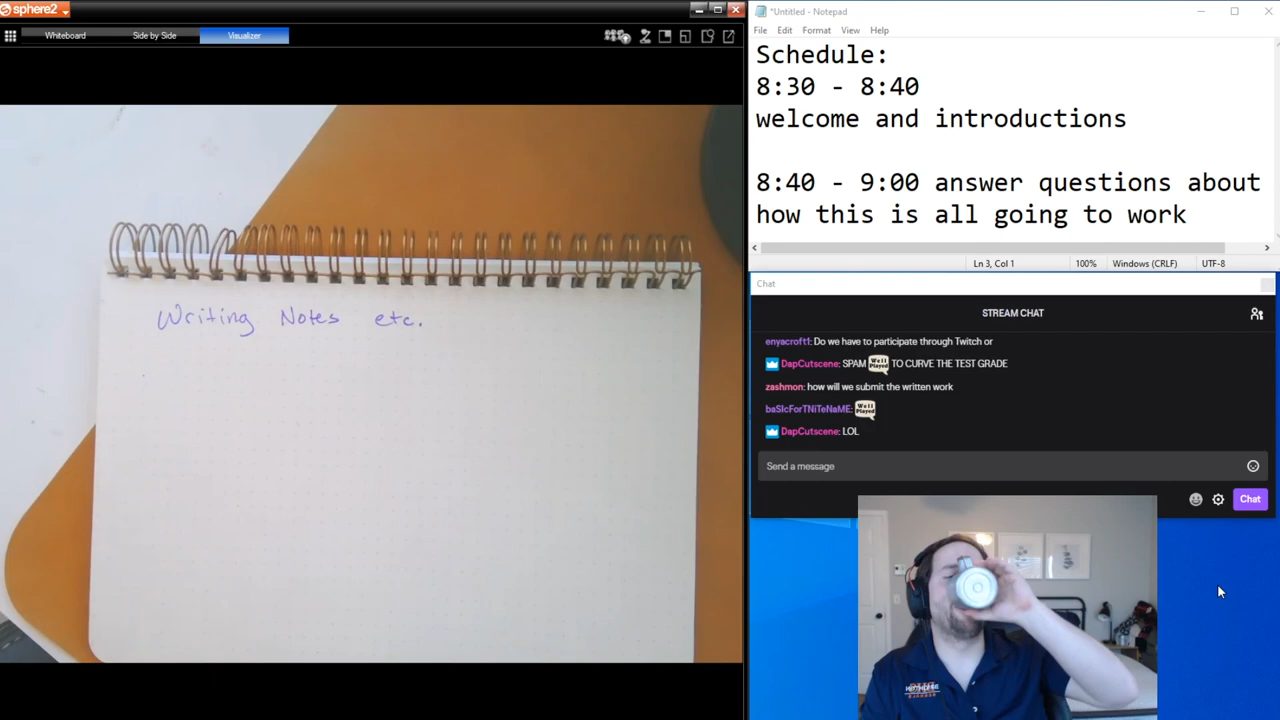 sphere2
Whiteboard
Side by Side
Visualizer
Writing Notes etc.
*Untitled - Notepad
File Edit Format View Help
Schedule:
8:30 - 8:40
welcome and introductions
8:40 - 9:00 answer questions about
how this is all going to work
Ln 3, Col 1 100% Windows (CRLF) UTF-8
Chat
STREAM CHAT
enyacroft1: Do we have to participate through Twitch or
DapCutscene: SPAM Well Played TO CURVE THE TEST GRADE
zashmon: how will we submit the written work
baSIcForTNiTeNaME: Well Played
DapCutscene: LOL
Send a message
Chat